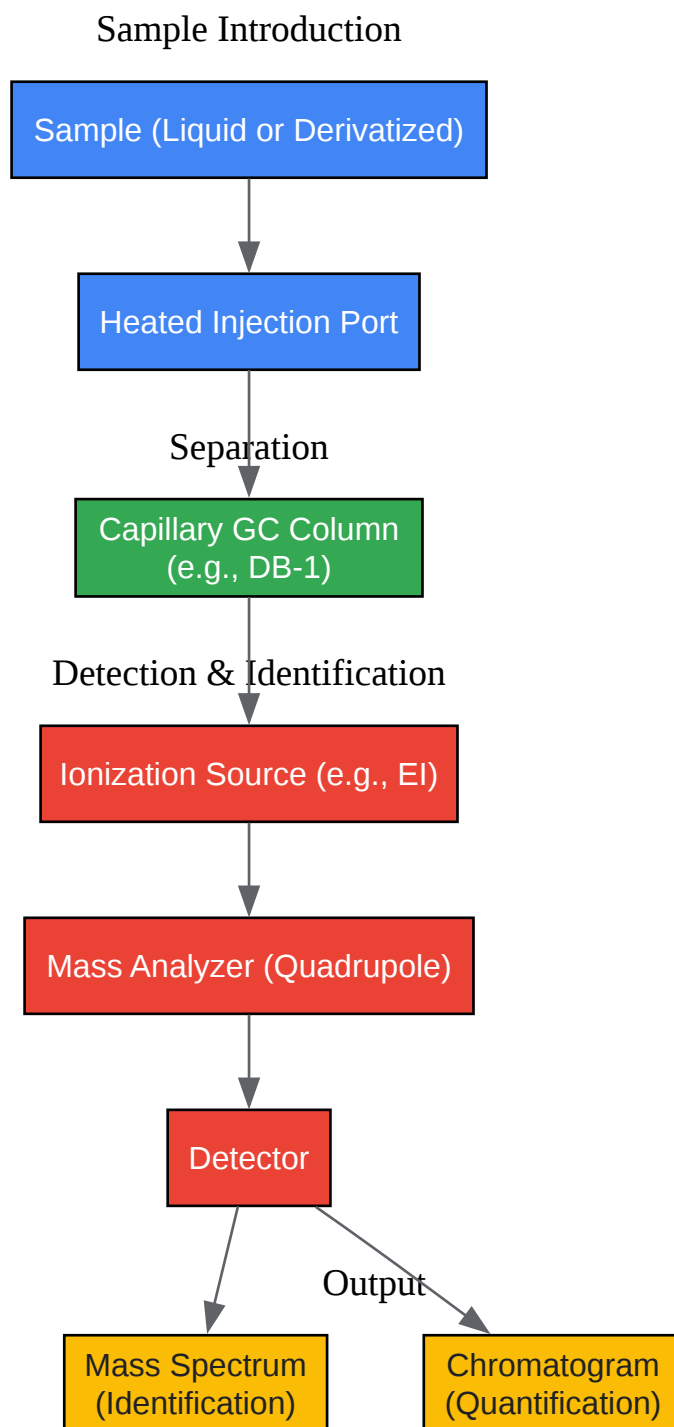 Sample Introduction
Sample (Liquid or Derivatized)
Heated Injection Port
Separation
Capillary GC Column
(e.g., DB-1)
Detection & Identification
Ionization Source (e.g., EI)
Mass Analyzer (Quadrupole)
Detector
Output
Mass Spectrum
(Identification)
Chromatogram
(Quantification)